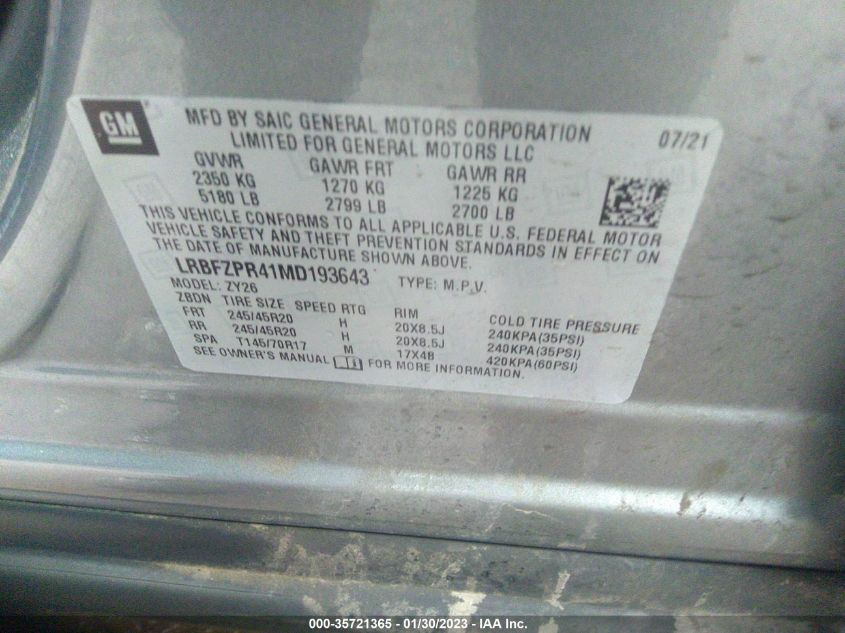 GM
MFD BY SAIC GENERAL MOTORS CORPORATION 07/21
LIMITED FOR GENERAL MOTORS LLC
GVWR GAWR FRT GAWR RR
2350 KG 1270 KG 1225 KG
5180 LB 2799 LB 2700 LB
THIS VEHICLE CONFORMS TO ALL APPLICABLE U.S. FEDERAL MOTOR
VEHICLE SAFETY AND THEFT PREVENTION STANDARDS IN EFFECT ON
THE DATE OF MANUFACTURE SHOWN ABOVE.
LRBFZPR41MD193643 TYPE: M.P.V.
MODEL: ZY26
ZBDN TIRE SIZE SPEED RTG RIM COLD TIRE PRESSURE
FRT 245/45R20 H 20X8.5J 240KPA(35PSI)
RR 245/45R20 H 20X8.5J 240KPA(35PSI)
SPA T145/70R17 M 17X4B 420KPA(60PSI)
SEE OWNER'S MANUAL FOR MORE INFORMATION.
000-35721365 - 01/30/2023 - IAA Inc.